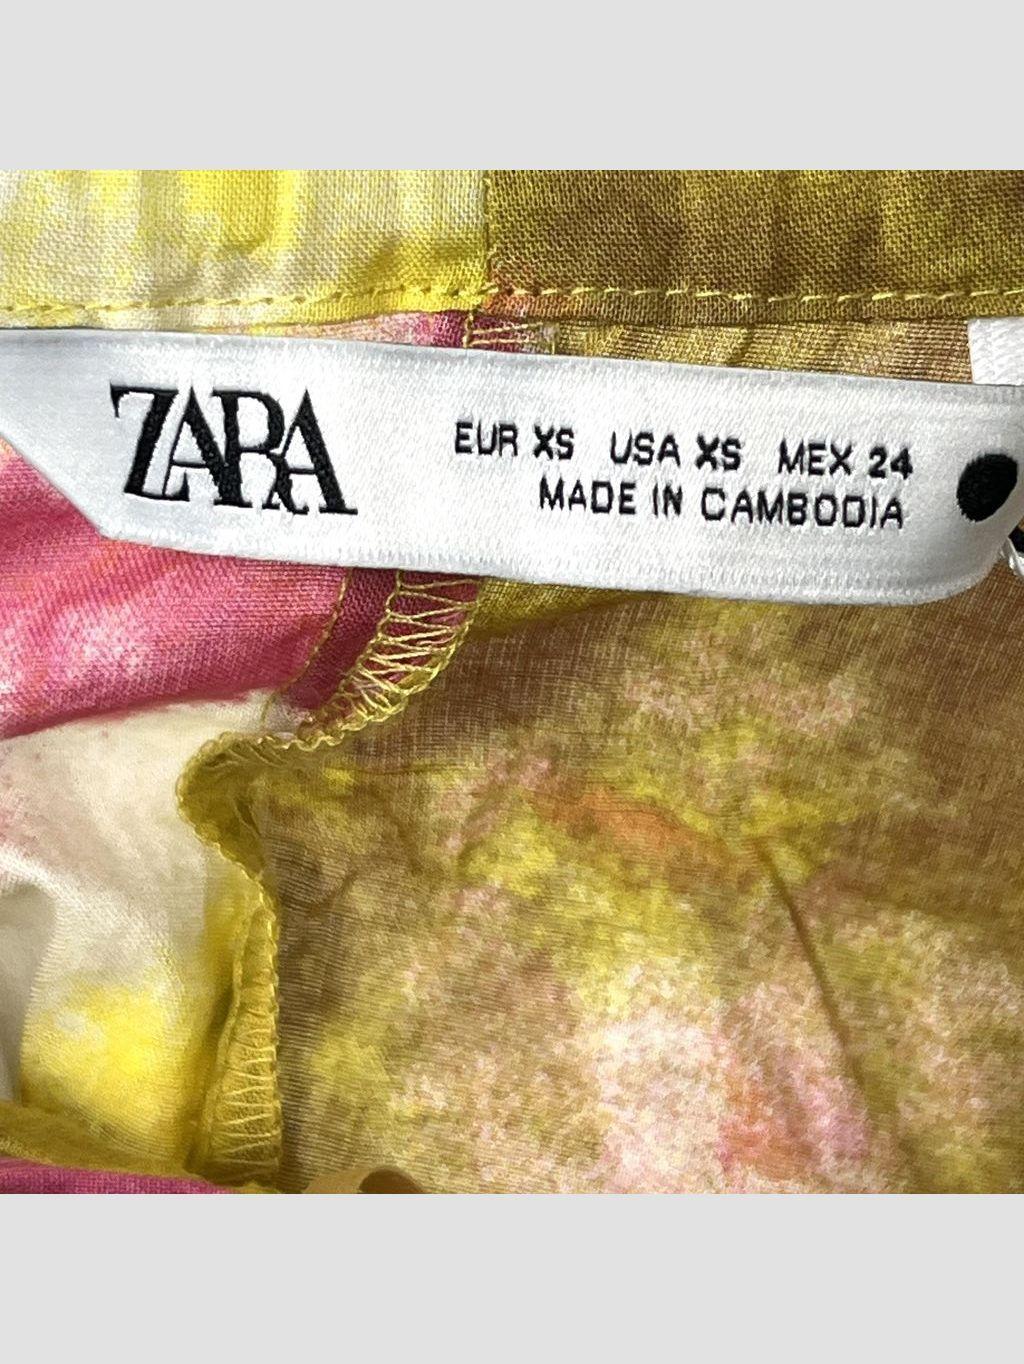 ZARA
EUR XS USA XS MEX 24
MADE IN CAMBODIA